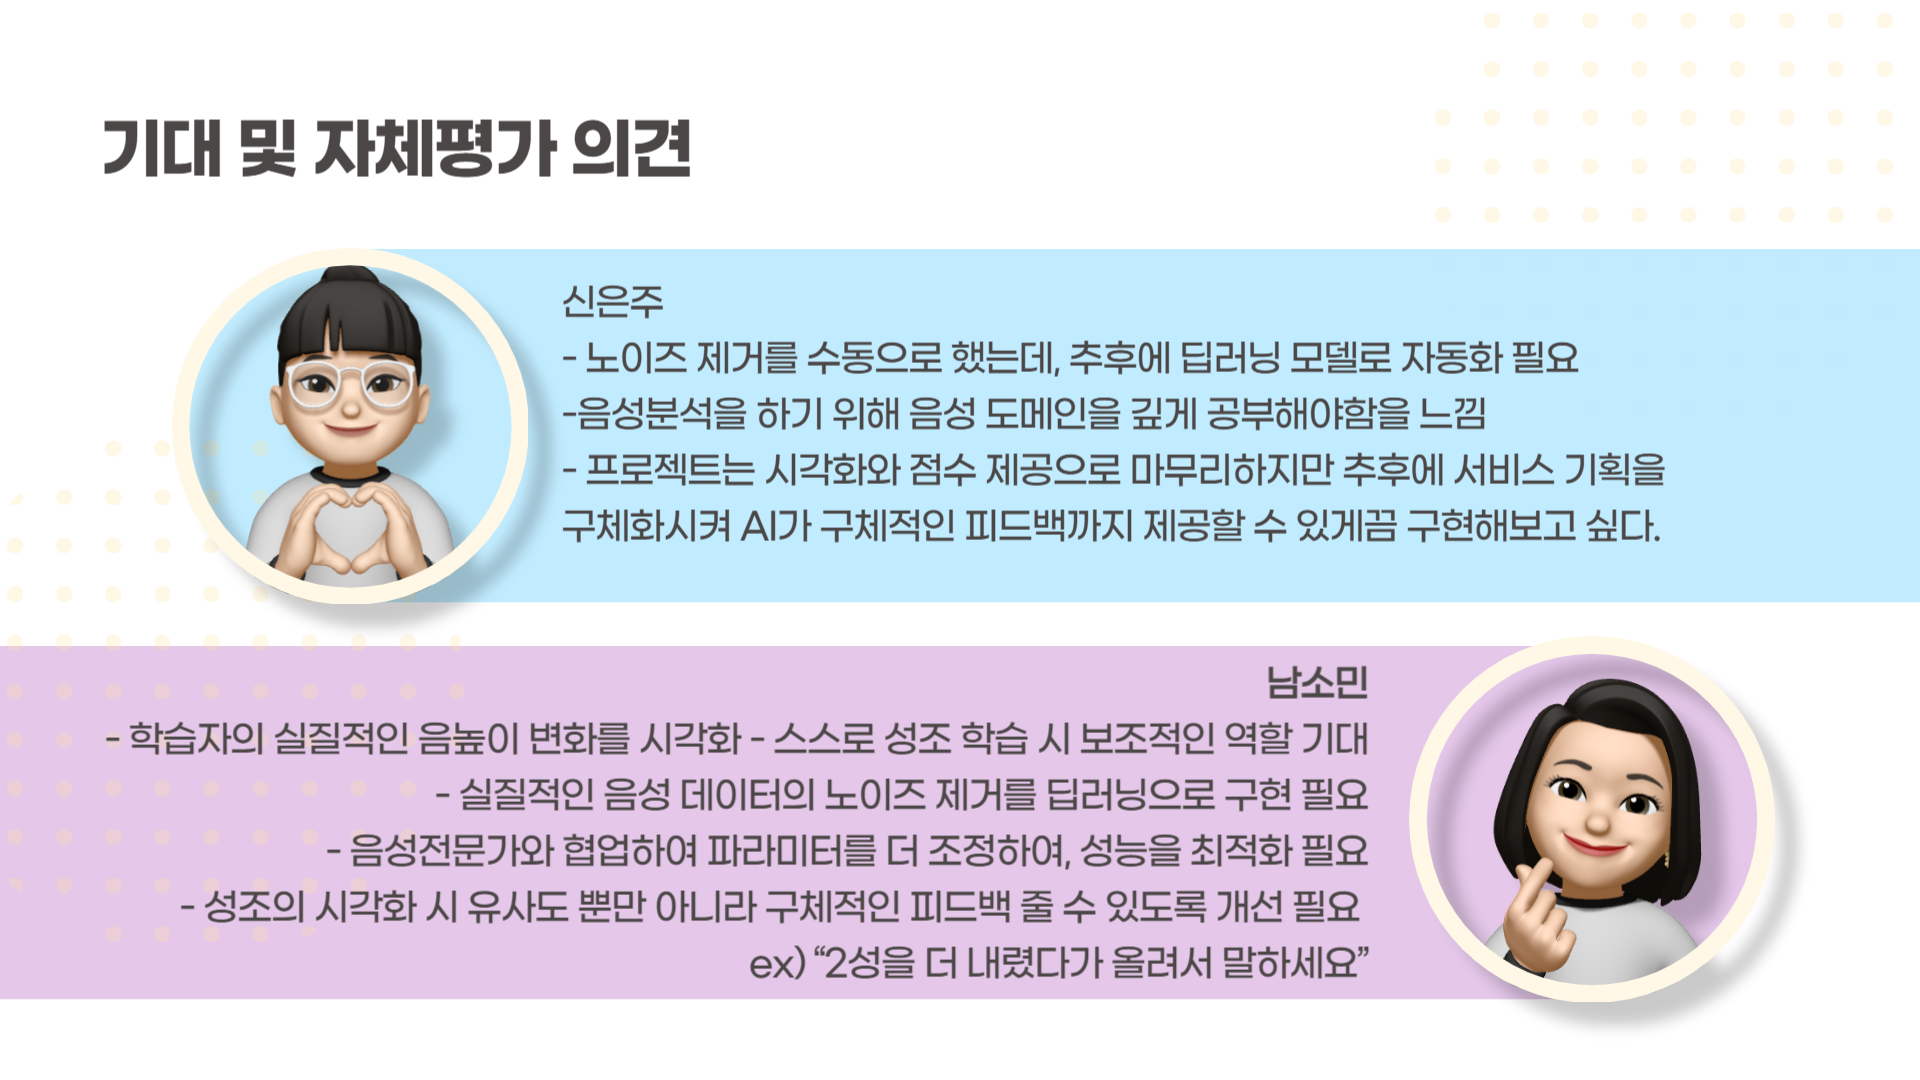 기대 및 자체평가 의견
신은주
- 노이즈 제거를 수동으로 했는데, 추후에 딥러닝 모델로 자동화 필요
-음성분석을 하기 위해 음성 도메인을 깊게 공부해야함을 느낌
- 프로젝트는 시각화와 점수 제공으로 마무리하지만 추후에 서비스 기획을
구체화시켜 AI가 구체적인 피드백까지 제공할 수 있게끔 구현해보고 싶다.
남소민
- 학습자의 실질적인 음높이 변화를 시각화 - 스스로 성조 학습 시 보조적인 역할 기대
- 실질적인 음성 데이터의 노이즈 제거를 딥러닝으로 구현 필요
- 음성전문가와 협업하여 파라미터를 더 조정하여, 성능을 최적화 필요
- 성조의 시각화 시 유사도 뿐만 아니라 구체적인 피드백 줄 수 있도록 개선 필요
ex) “2성을 더 내렸다가 올려서 말하세요”